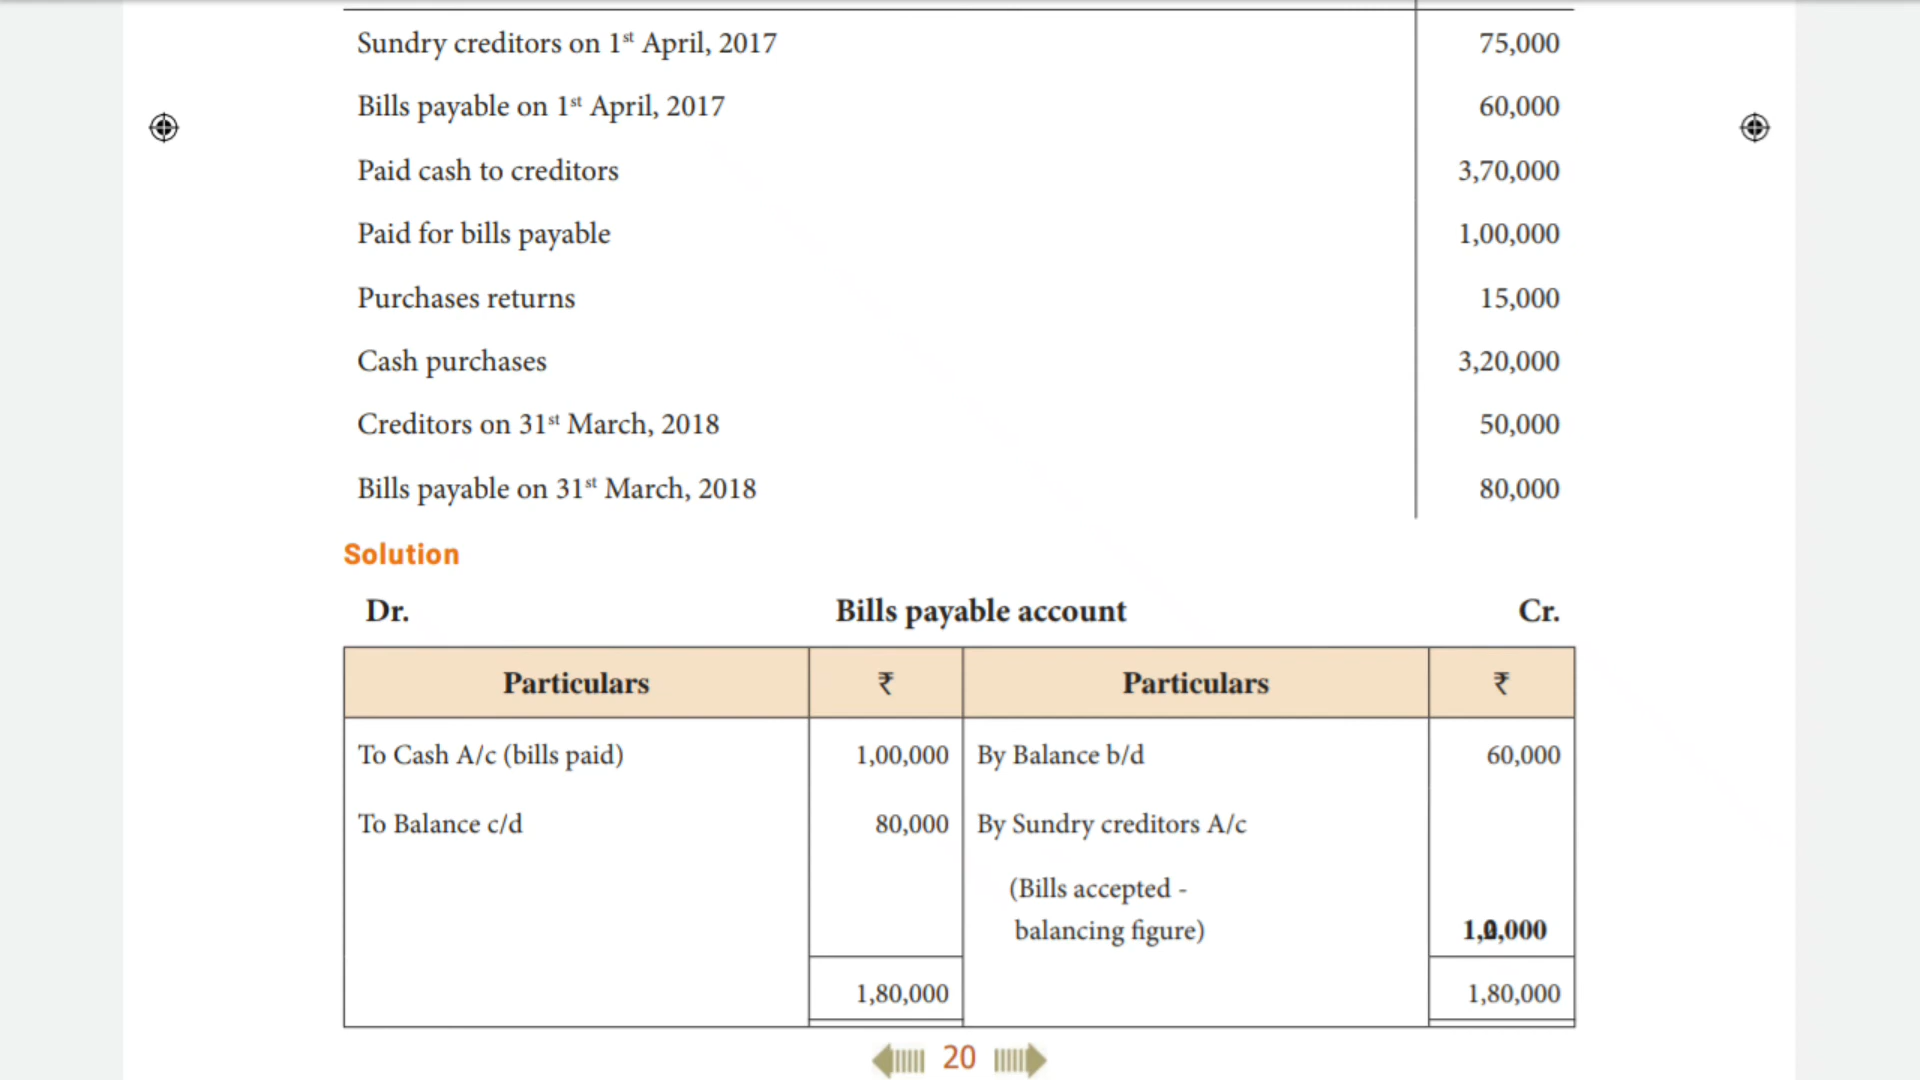 Sundry creditors on 1st April, 2017 75,000
Bills payable on 1st April, 2017 60,000
Paid cash to creditors 3,70,000
Paid for bills payable 1,00,000
Purchases returns 15,000
Cash purchases 3,20,000
Creditors on 31st March, 2018 50,000
Bills payable on 31st March, 2018 80,000
Solution
Dr. Bills payable account Cr.
Particulars ₹ Particulars ₹
To Cash A/c (bills paid) 1,00,000 By Balance b/d 60,000
To Balance c/d 80,000 By Sundry creditors A/c
(Bills accepted -
balancing figure)
1,80,000 1,80,000
20